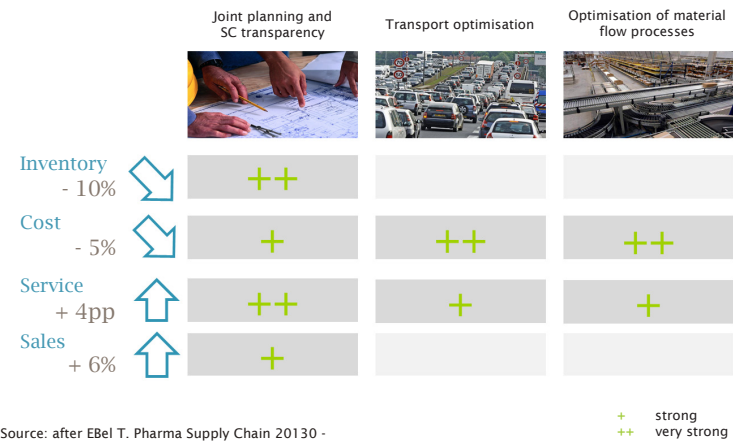 Joint planning and
SC transparency
Transport optimisation
Optimisation of material
flow processes
Inventory
- 10%
++
Cost
- 5%
+
++
++
Service
+ 4pp
++
+
+
Sales
+ 6%
+
+ strong
++ very strong
Source: after EBel T. Pharma Supply Chain 20130 -